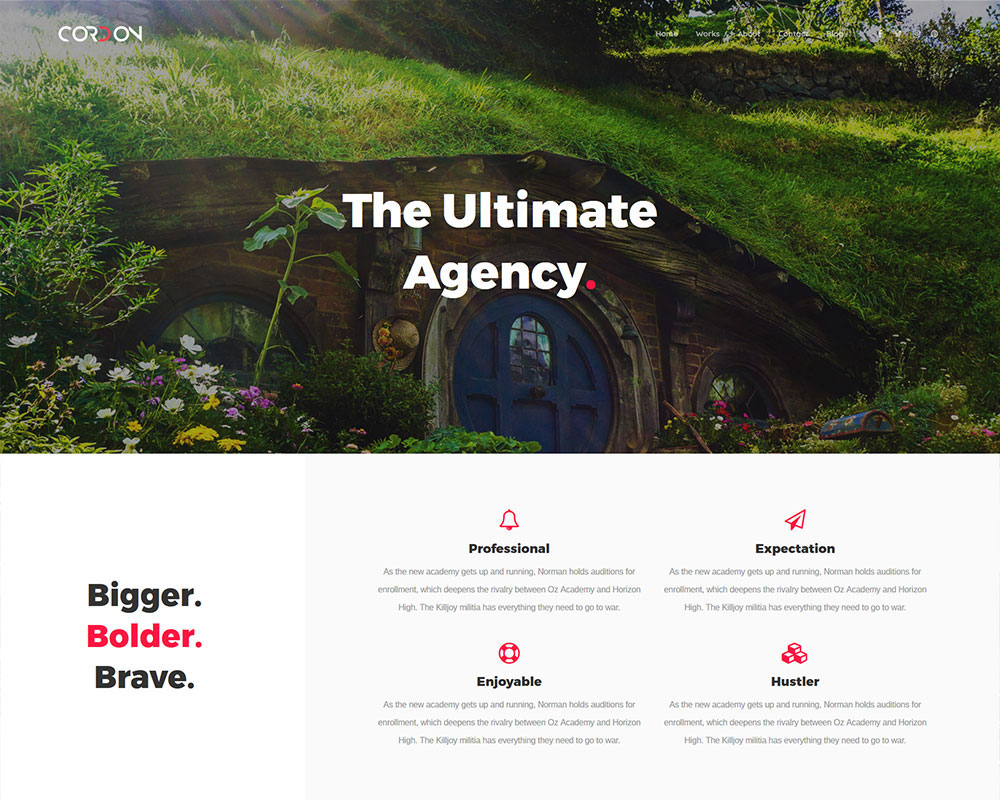 CORDON
Home Works About Contact Blog
The Ultimate
Agency.
Bigger.
Bolder.
Brave.
Professional
As the new academy gets up and running, Norman holds auditions for
enrollment, which deepens the rivalry between Oz Academy and Horizon
High. The Killjoy militia has everything they need to go to war.
Expectation
As the new academy gets up and running, Norman holds auditions for
enrollment, which deepens the rivalry between Oz Academy and Horizon
High. The Killjoy militia has everything they need to go to war.
Enjoyable
As the new academy gets up and running, Norman holds auditions for
enrollment, which deepens the rivalry between Oz Academy and Horizon
High. The Killjoy militia has everything they need to go to war.
Hustler
As the new academy gets up and running, Norman holds auditions for
enrollment, which deepens the rivalry between Oz Academy and Horizon
High. The Killjoy militia has everything they need to go to war.